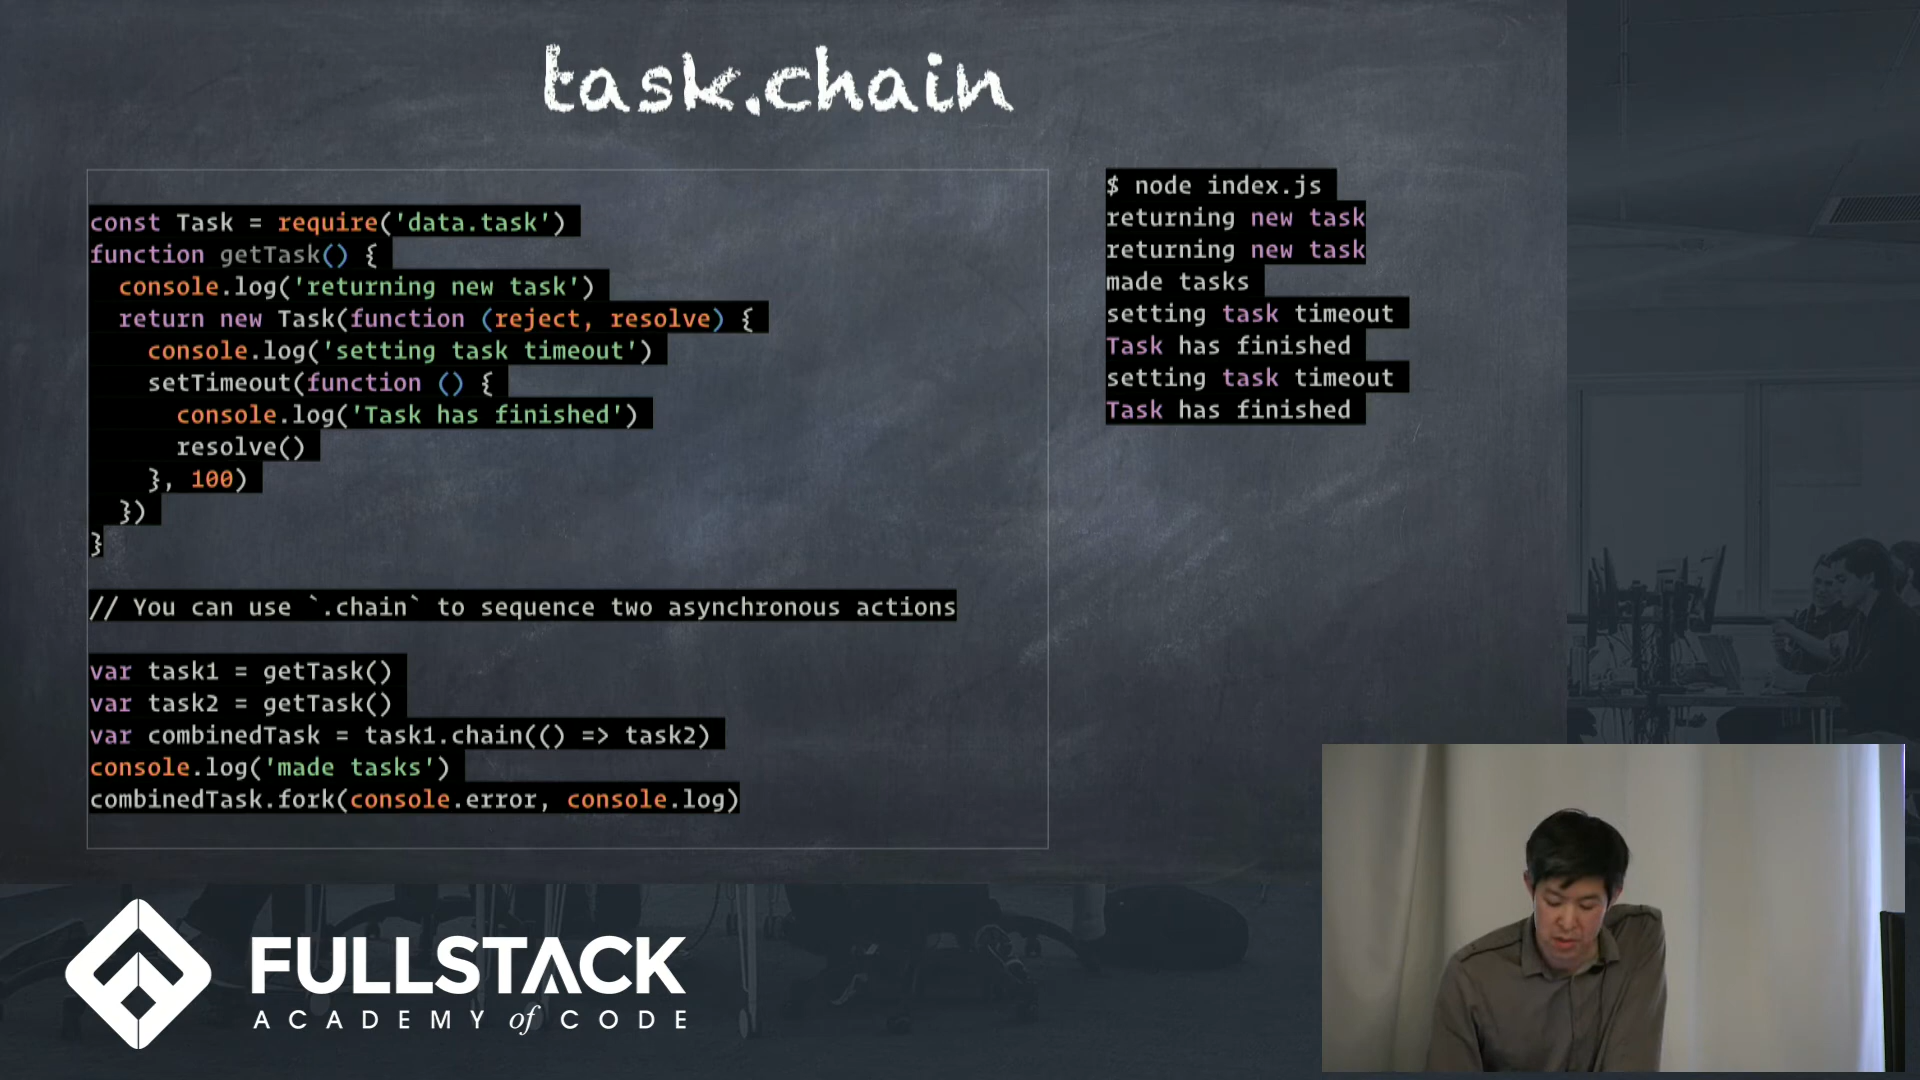 task.chain
const Task = require('data.task')
function getTask() {
  console.log('returning new task')
  return new Task(function (reject, resolve) {
    console.log('setting task timeout')
    setTimeout(function () {
      console.log('Task has finished')
      resolve()
    }, 100)
  })
}
// You can use `.chain` to sequence two asynchronous actions
var task1 = getTask()
var task2 = getTask()
var combinedTask = task1.chain(() => task2)
console.log('made tasks')
combinedTask.fork(console.error, console.log)
$ node index.js
returning new task
returning new task
made tasks
setting task timeout
Task has finished
setting task timeout
Task has finished
FULLSTACK
ACADEMY of CODE